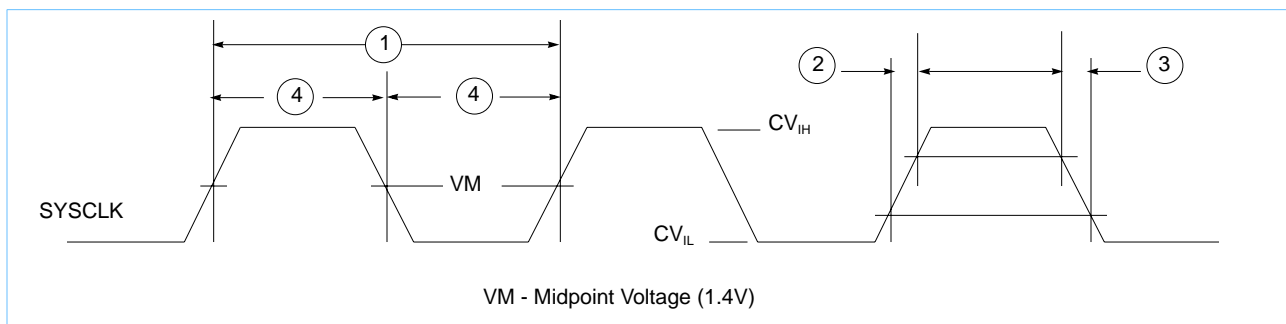 1
4
4
2
3
CV_IH
VM
SYSCLK
CV_IL
VM - Midpoint Voltage (1.4V)